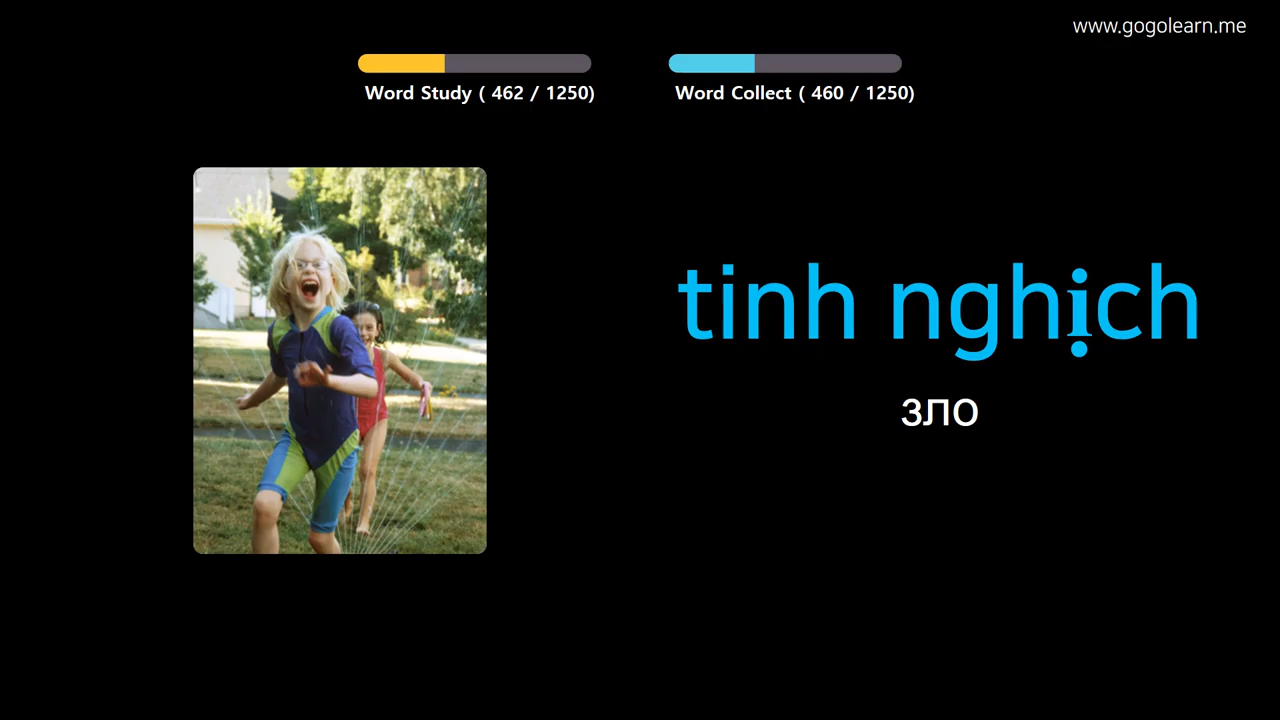 www.gogolearn.me
Word Study ( 462 / 1250)
Word Collect ( 460 / 1250)
tinh nghịch
зло